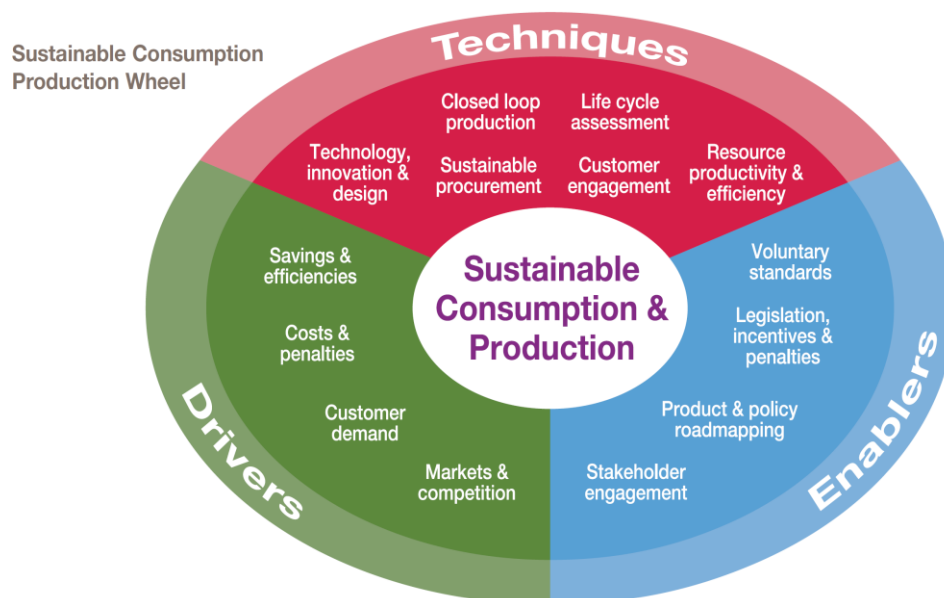 Sustainable Consumption
Production Wheel
Techniques
Closed loop
production
Life cycle
assessment
Technology,
innovation &
design
Sustainable
procurement
Customer
engagement
Resource
productivity &
efficiency
Savings &
efficiencies
Costs &
penalties
Customer
demand
Markets &
competition
Drivers
Sustainable
Consumption &
Production
Voluntary
standards
Legislation,
incentives &
penalties
Product & policy
roadmapping
Stakeholder
engagement
Enablers